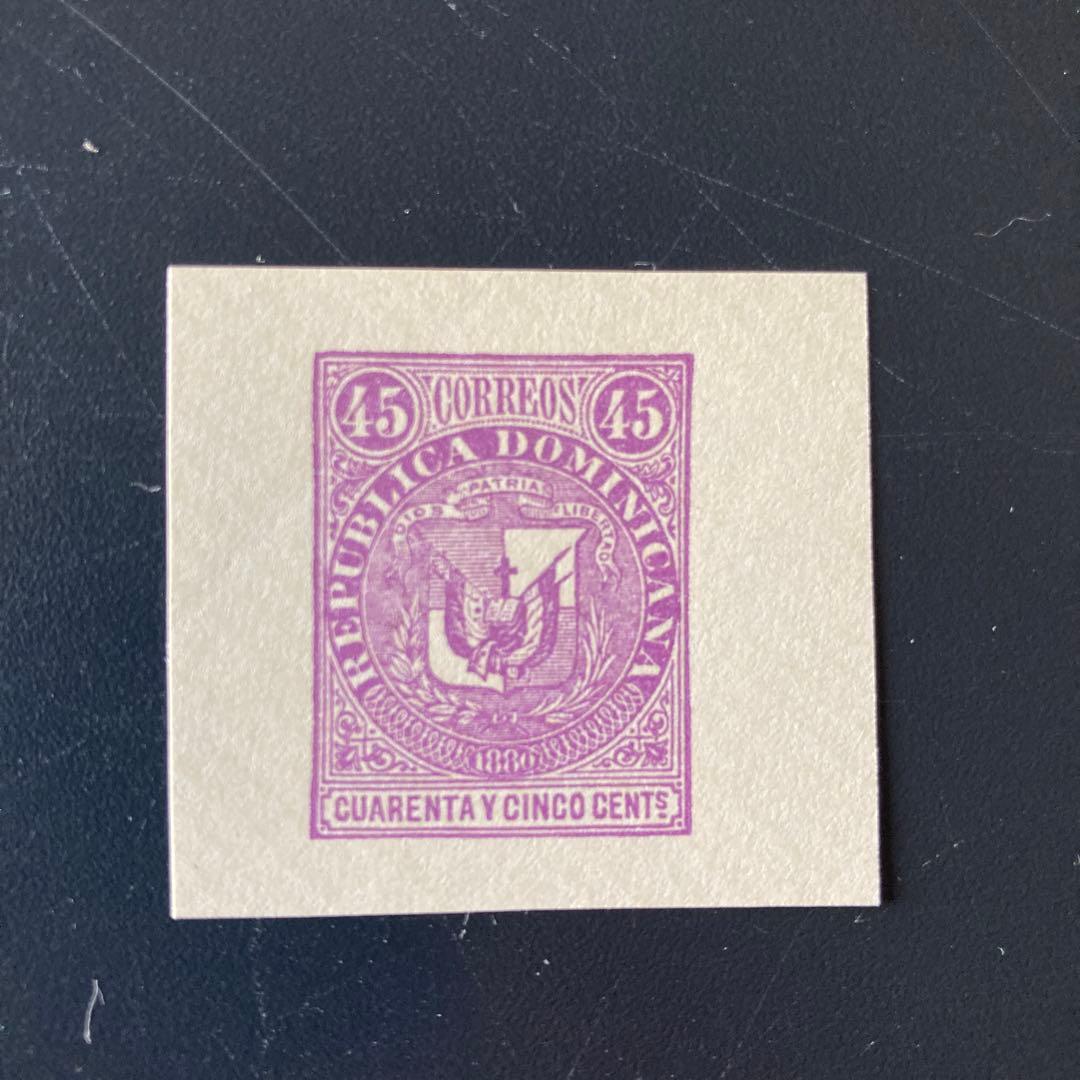 45 CORREOS 45
REPUBLICA DOMINICANA
DIOS PATRIA LIBERTAD
1880
CUARENTA Y CINCO CENTS